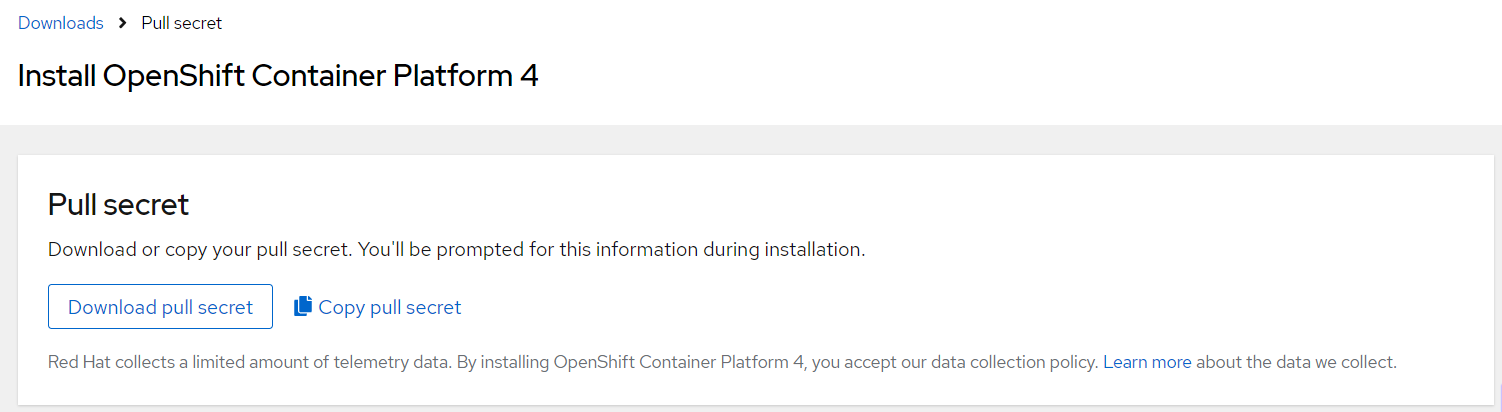 Downloads > Pull secret
Install OpenShift Container Platform 4
Pull secret
Download or copy your pull secret. You'll be prompted for this information during installation.
Download pull secret Copy pull secret
Red Hat collects a limited amount of telemetry data. By installing OpenShift Container Platform 4, you accept our data collection policy. Learn more about the data we collect.